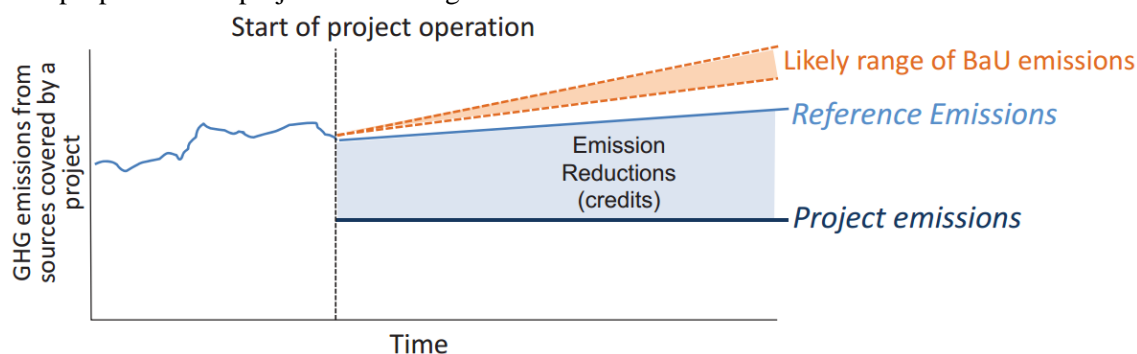 Start of project operation
GHG emissions from
sources covered by a
project
Likely range of BaU emissions
Reference Emissions
Emission
Reductions
(credits)
Project emissions
Time